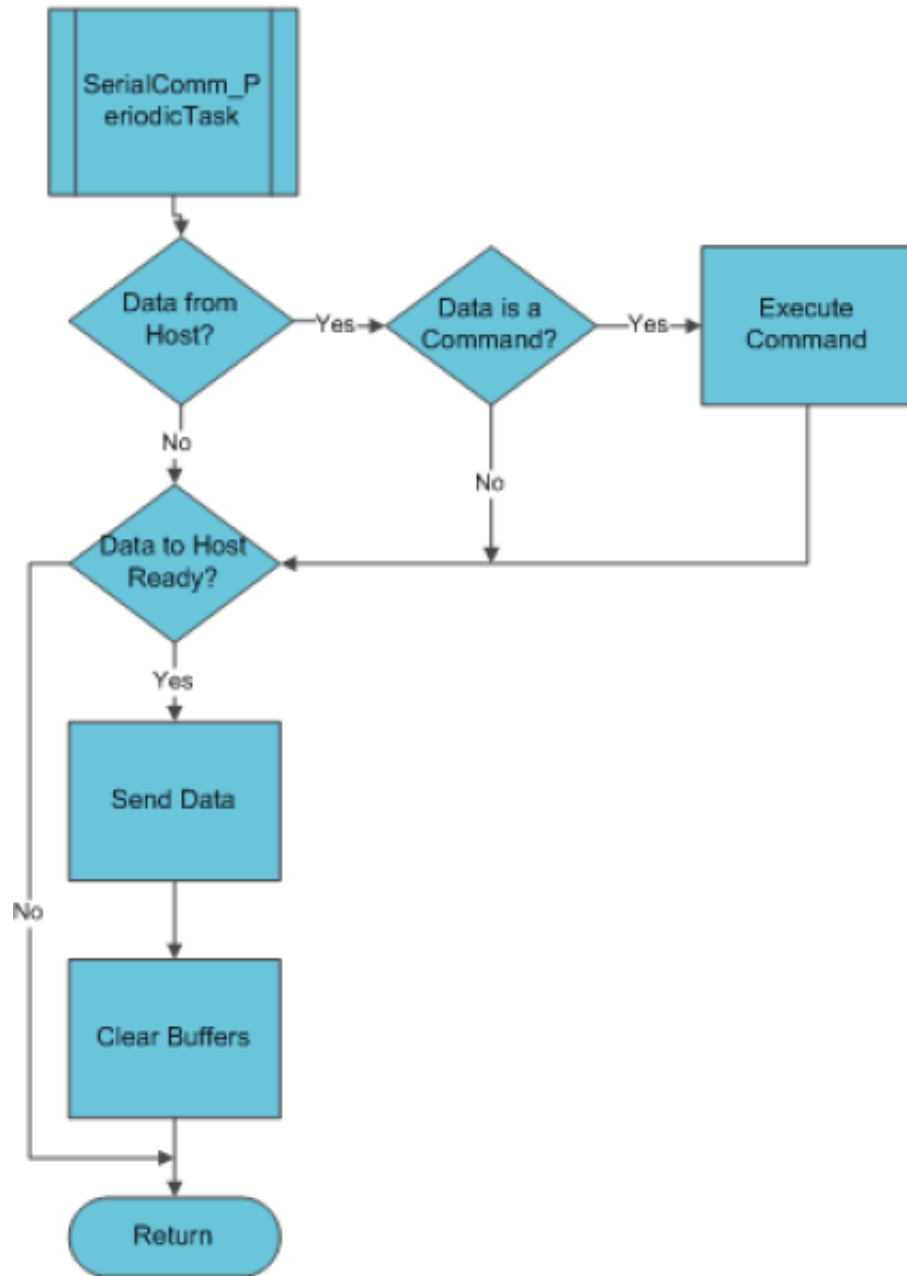 SerialComm_P
eriodicTask
Data from
Host?
Yes
Data is a
Command?
Yes
Execute
Command
No
No
Data to Host
Ready?
Yes
Send Data
No
Clear Buffers
Return